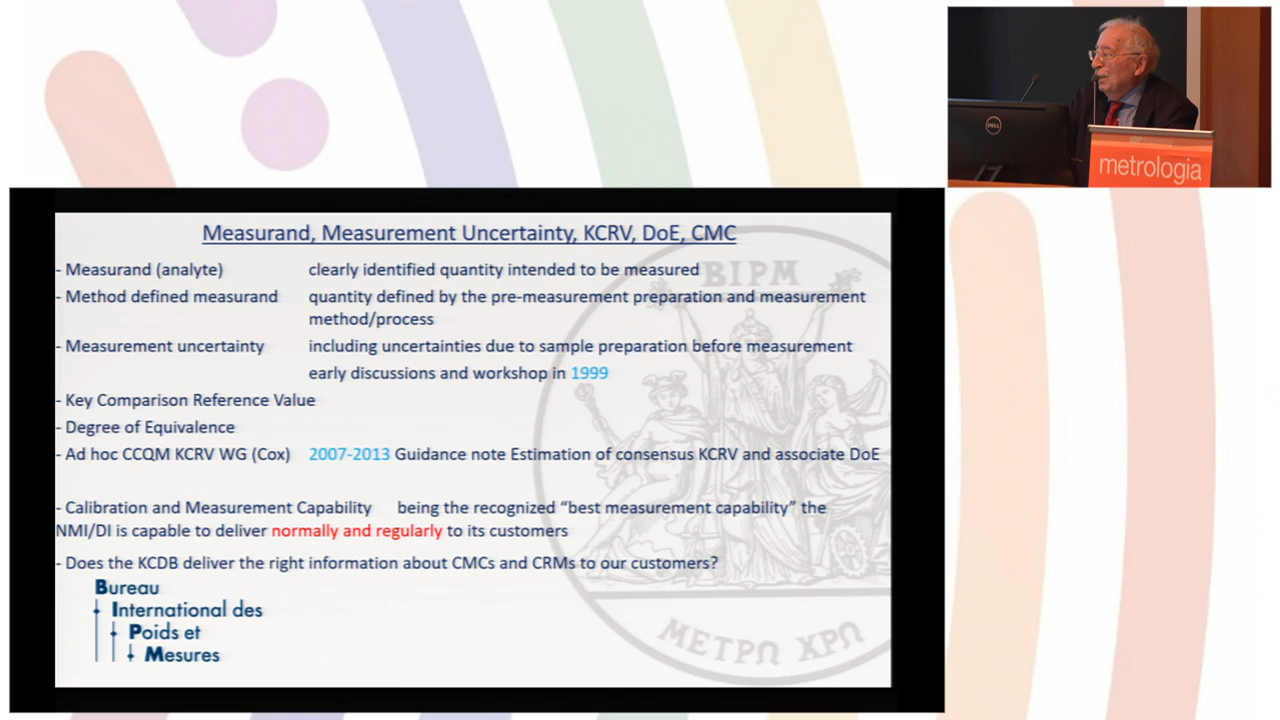 DELL
metrologia
Measurand, Measurement Uncertainty, KCRV, DoE, CMC
- Measurand (analyte) clearly identified quantity intended to be measured
- Method defined measurand quantity defined by the pre-measurement preparation and measurement
method/process
- Measurement uncertainty including uncertainties due to sample preparation before measurement
early discussions and workshop in 1999
- Key Comparison Reference Value
- Degree of Equivalence
- Ad hoc CCQM KCRV WG (Cox) 2007-2013 Guidance note Estimation of consensus KCRV and associate DoE
- Calibration and Measurement Capability being the recognized “best measurement capability” the
NMI/DI is capable to deliver normally and regularly to its customers
- Does the KCDB deliver the right information about CMCs and CRMs to our customers?
Bureau
International des
Poids et
Mesures
BIPM
ΜΕΤΡΩ ΧΡΩ